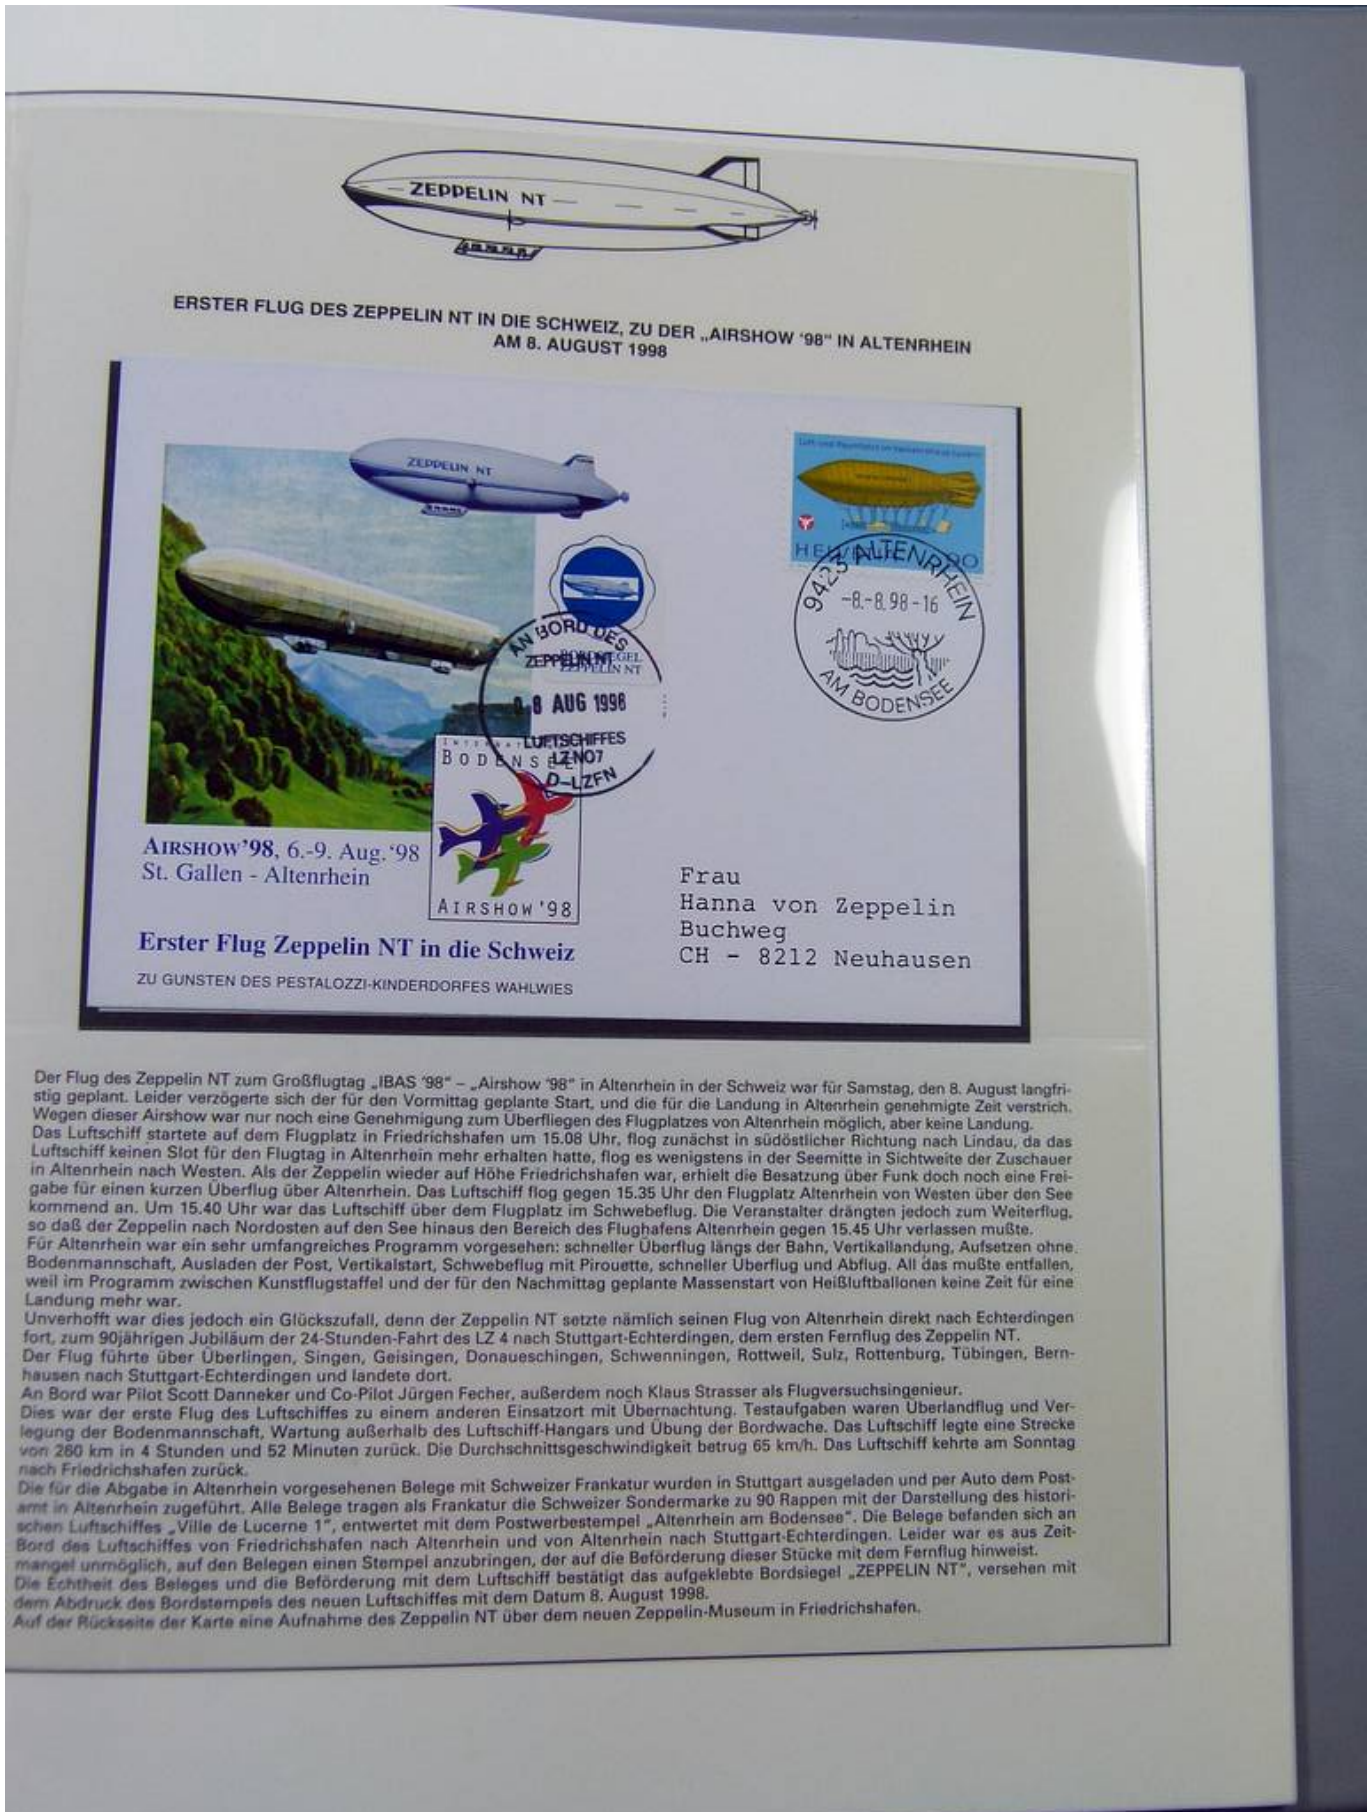 ZEPPELIN NT
ERSTER FLUG DES ZEPPELIN NT IN DIE SCHWEIZ, ZU DER „AIRSHOW '98" IN ALTENRHEIN
AM 8. AUGUST 1998
ZEPPELIN NT
HELVETIA 90
9423 ALTENRHEIN
-8.-8.98-16
AM BODENSEE
AN BORD DES
ZEPPELIN NT
BORDSIEGEL
ZEPPELIN NT
08 AUG 1998
LUFTSCHIFFES
LZ N07
D-LZFN
BODENSEE
AIRSHOW '98
AIRSHOW'98, 6.-9. Aug.'98
St. Gallen - Altenrhein
Erster Flug Zeppelin NT in die Schweiz
ZU GUNSTEN DES PESTALOZZI-KINDERDORFES WAHLWIES
Frau
Hanna von Zeppelin
Buchweg
CH - 8212 Neuhausen
Der Flug des Zeppelin NT zum Großflugtag „IBAS '98" – „Airshow '98" in Altenrhein in der Schweiz war für Samstag, den 8. August langfri-
stig geplant. Leider verzögerte sich der für den Vormittag geplante Start, und die für die Landung in Altenrhein genehmigte Zeit verstrich.
Wegen dieser Airshow war nur noch eine Genehmigung zum Überfliegen des Flugplatzes von Altenrhein möglich, aber keine Landung.
Das Luftschiff startete auf dem Flugplatz in Friedrichshafen um 15.08 Uhr, flog zunächst in südöstlicher Richtung nach Lindau, da das
Luftschiff keinen Slot für den Flugtag in Altenrhein mehr erhalten hatte, flog es wenigstens in der Seemitte in Sichtweite der Zuschauer
in Altenrhein nach Westen. Als der Zeppelin wieder auf Höhe Friedrichshafen war, erhielt die Besatzung über Funk doch noch eine Frei-
gabe für einen kurzen Überflug über Altenrhein. Das Luftschiff flog gegen 15.35 Uhr den Flugplatz Altenrhein von Westen über den See
kommend an. Um 15.40 Uhr war das Luftschiff über dem Flugplatz im Schwebeflug. Die Veranstalter drängten jedoch zum Weiterflug,
so daß der Zeppelin nach Nordosten auf den See hinaus den Bereich des Flughafens Altenrhein gegen 15.45 Uhr verlassen mußte.
Für Altenrhein war ein sehr umfangreiches Programm vorgesehen: schneller Überflug längs der Bahn, Vertikallandung, Aufsetzen ohne
Bodenmannschaft, Ausladen der Post, Vertikalstart, Schwebeflug mit Pirouette, schneller Überflug und Abflug. All das mußte entfallen,
weil im Programm zwischen Kunstflugstaffel und der für den Nachmittag geplante Massenstart von Heißluftballonen keine Zeit für eine
Landung mehr war.
Unverhofft war dies jedoch ein Glückszufall, denn der Zeppelin NT setzte nämlich seinen Flug von Altenrhein direkt nach Echterdingen
fort, zum 90jährigen Jubiläum der 24-Stunden-Fahrt des LZ 4 nach Stuttgart-Echterdingen, dem ersten Fernflug des Zeppelin NT.
Der Flug führte über Überlingen, Singen, Geisingen, Donaueschingen, Schwenningen, Rottweil, Sulz, Rottenburg, Tübingen, Bern-
hausen nach Stuttgart-Echterdingen und landete dort.
An Bord war Pilot Scott Danneker und Co-Pilot Jürgen Fecher, außerdem noch Klaus Strasser als Flugversuchsingenieur.
Dies war der erste Flug des Luftschiffes zu einem anderen Einsatzort mit Übernachtung. Testaufgaben waren Überlandflug und Ver-
legung der Bodenmannschaft, Wartung außerhalb des Luftschiff-Hangars und Übung der Bordwache. Das Luftschiff legte eine Strecke
von 260 km in 4 Stunden und 52 Minuten zurück. Die Durchschnittsgeschwindigkeit betrug 65 km/h. Das Luftschiff kehrte am Sonntag
nach Friedrichshafen zurück.
Die für die Abgabe in Altenrhein vorgesehenen Belege mit Schweizer Frankatur wurden in Stuttgart ausgeladen und per Auto dem Post-
amt in Altenrhein zugeführt. Alle Belege tragen als Frankatur die Schweizer Sondermarke zu 90 Rappen mit der Darstellung des histori-
schen Luftschiffes „Ville de Lucerne 1", entwertet mit dem Postwerbestempel „Altenrhein am Bodensee". Die Belege befanden sich an
Bord des Luftschiffes von Friedrichshafen nach Altenrhein und von Altenrhein nach Stuttgart-Echterdingen. Leider war es aus Zeit-
mangel unmöglich, auf den Belegen einen Stempel anzubringen, der auf die Beförderung dieser Stücke mit dem Fernflug hinweist.
Die Echtheit des Beleges und die Beförderung mit dem Luftschiff bestätigt das aufgeklebte Bordsiegel „ZEPPELIN NT", versehen mit
dem Abdruck des Bordstempels des neuen Luftschiffes mit dem Datum 8. August 1998.
Auf der Rückseite der Karte eine Aufnahme des Zeppelin NT über dem neuen Zeppelin-Museum in Friedrichshafen.